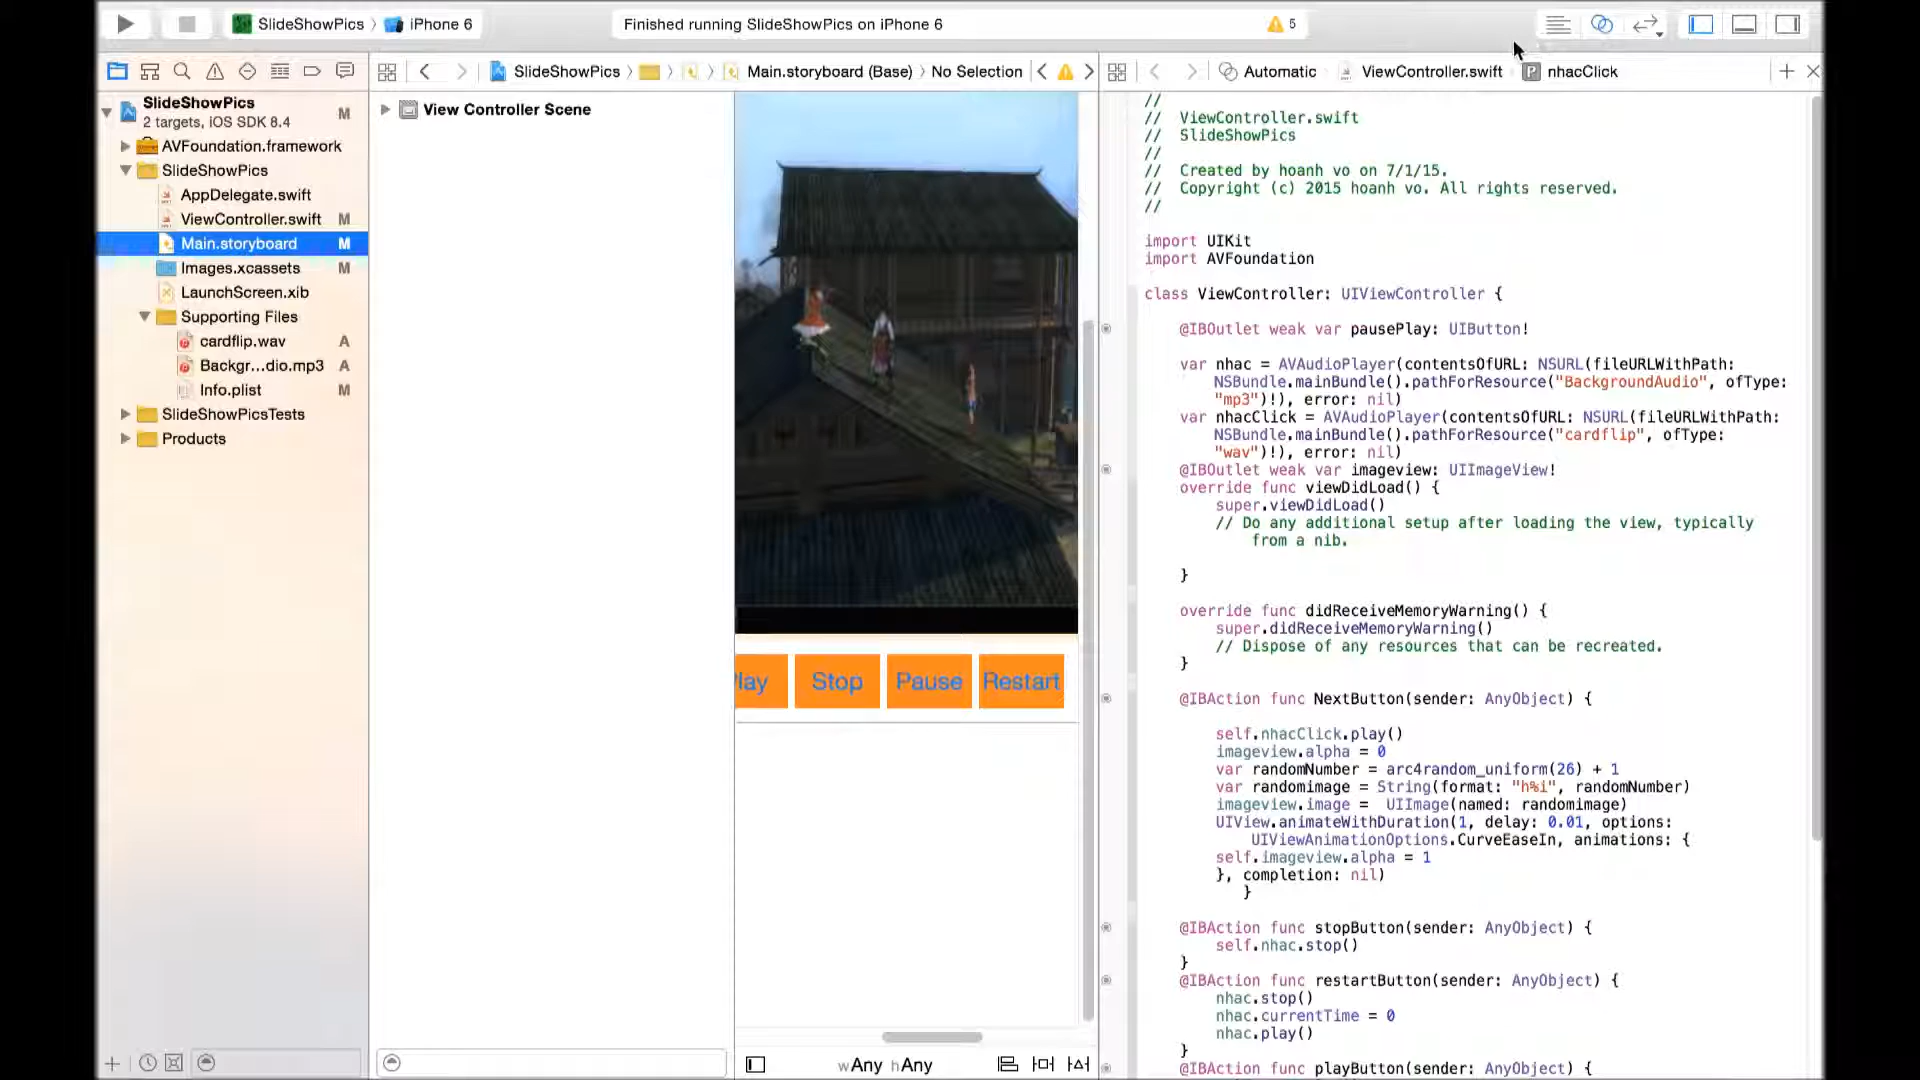 SlideShowPics
iPhone 6
Finished running SlideShowPics on iPhone 6
5
SlideShowPics
Main.storyboard (Base)
No Selection
Automatic
ViewController.swift
P
nhacClick
SlideShowPics
M
2 targets, iOS SDK 8.4
AVFoundation.framework
SlideShowPics
AppDelegate.swift
ViewController.swift M
Main.storyboard M
Images.xcassets M
LaunchScreen.xib
Supporting Files
cardflip.wav A
Backgr...dio.mp3 A
Info.plist M
SlideShowPicsTests
Products
View Controller Scene
lay
Stop
Pause
Restart
wAny hAny
//
// ViewController.swift
// SlideShowPics
//
// Created by hoanh vo on 7/1/15.
// Copyright (c) 2015 hoanh vo. All rights reserved.
//
import UIKit
import AVFoundation
class ViewController: UIViewController {
@IBOutlet weak var pausePlay: UIButton!
var nhac = AVAudioPlayer(contentsOfURL: NSURL(fileURLWithPath:
NSBundle.mainBundle().pathForResource("BackgroundAudio", ofType:
"mp3")!), error: nil)
var nhacClick = AVAudioPlayer(contentsOfURL: NSURL(fileURLWithPath:
NSBundle.mainBundle().pathForResource("cardflip", ofType:
"wav")!), error: nil)
@IBOutlet weak var imageview: UIImageView!
override func viewDidLoad() {
super.viewDidLoad()
// Do any additional setup after loading the view, typically
from a nib.
}
override func didReceiveMemoryWarning() {
super.didReceiveMemoryWarning()
// Dispose of any resources that can be recreated.
}
@IBAction func NextButton(sender: AnyObject) {
self.nhacClick.play()
imageview.alpha = 0
var randomNumber = arc4random_uniform(26) + 1
var randomimage = String(format: "h%i", randomNumber)
imageview.image =  UIImage(named: randomimage)
UIView.animateWithDuration(1, delay: 0.01, options:
UIViewAnimationOptions.CurveEaseIn, animations: {
self.imageview.alpha = 1
}, completion: nil)
}
@IBAction func stopButton(sender: AnyObject) {
self.nhac.stop()
}
@IBAction func restartButton(sender: AnyObject) {
nhac.stop()
nhac.currentTime = 0
nhac.play()
}
@IBAction func playButton(sender: AnyObject) {